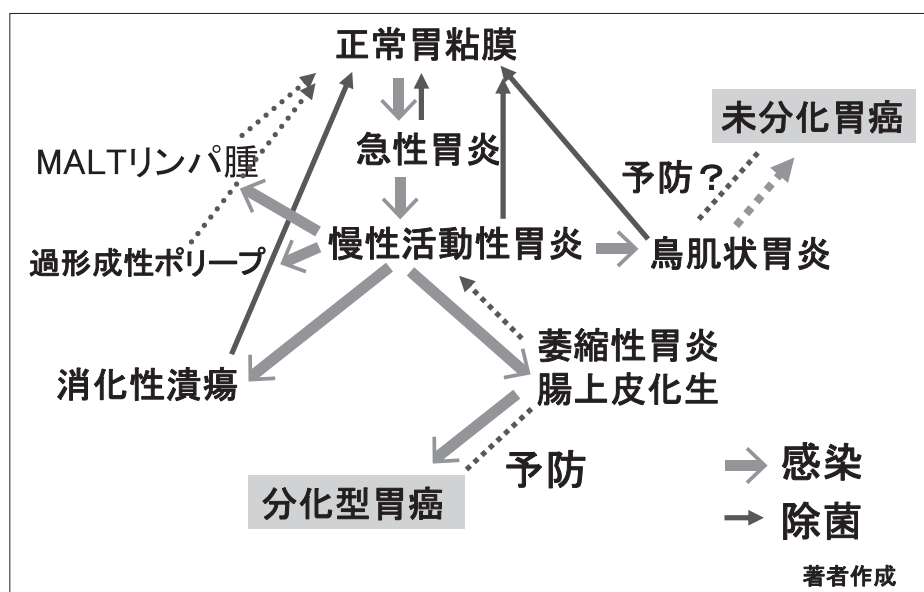 正常胃粘膜
未分化胃癌
急性胃炎
MALTリンパ腫
予防？
慢性活動性胃炎
鳥肌状胃炎
過形成性ポリープ
萎縮性胃炎
腸上皮化生
消化性潰瘍
予防
感染
分化型胃癌
除菌
著者作成